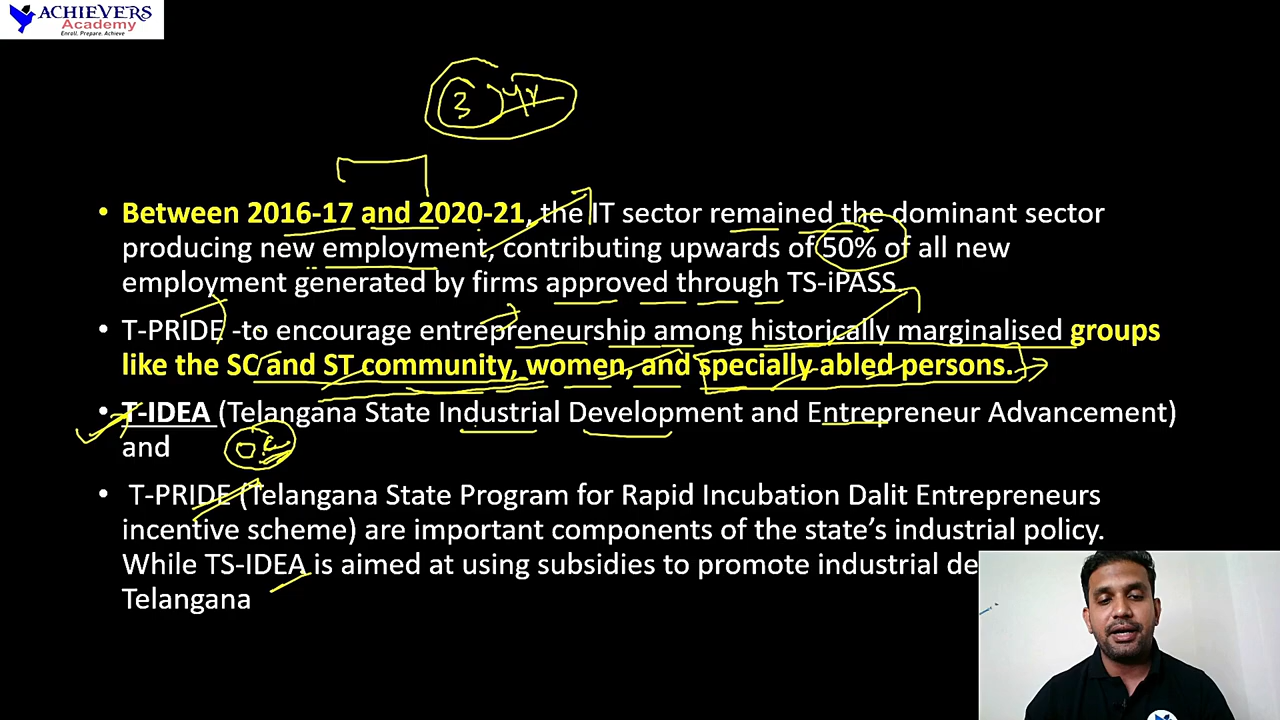 ACHIEVERS
Academy
Enroll. Prepare. Achieve
3 yr
• Between 2016-17 and 2020-21, the IT sector remained the dominant sector
producing new employment, contributing upwards of 50% of all new
employment generated by firms approved through TS-iPASS.
• T-PRIDE -to encourage entrepreneurship among historically marginalised groups
like the SC and ST community, women, and specially abled persons.
• T-IDEA (Telangana State Industrial Development and Entrepreneur Advancement)
and
• T-PRIDE (Telangana State Program for Rapid Incubation Dalit Entrepreneurs
incentive scheme) are important components of the state's industrial policy.
While TS-IDEA is aimed at using subsidies to promote industrial de
Telangana